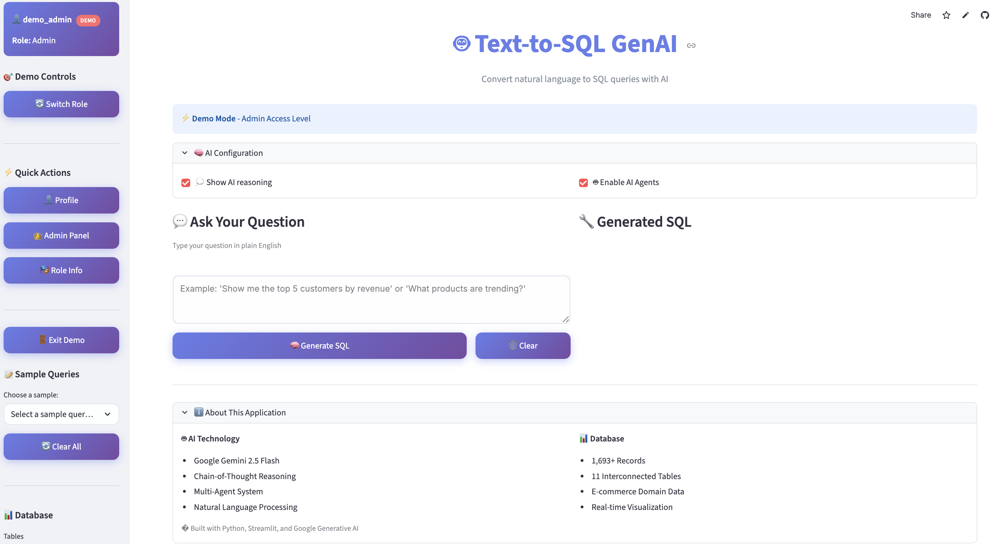 demo_admin DEMO
Role: Admin
Demo Controls
Switch Role
Quick Actions
Profile
Admin Panel
Role Info
Exit Demo
Sample Queries
Choose a sample:
Select a sample quer...
Clear All
Database
Tables
Share
Text-to-SQL GenAI
Convert natural language to SQL queries with AI
Demo Mode - Admin Access Level
AI Configuration
Show AI reasoning
Enable AI Agents
Ask Your Question
Type your question in plain English
Example: 'Show me the top 5 customers by revenue' or 'What products are trending?'
Generate SQL
Clear
Generated SQL
About This Application
AI Technology
• Google Gemini 2.5 Flash
• Chain-of-Thought Reasoning
• Multi-Agent System
• Natural Language Processing
Database
• 1,693+ Records
• 11 Interconnected Tables
• E-commerce Domain Data
• Real-time Visualization
� Built with Python, Streamlit, and Google Generative AI